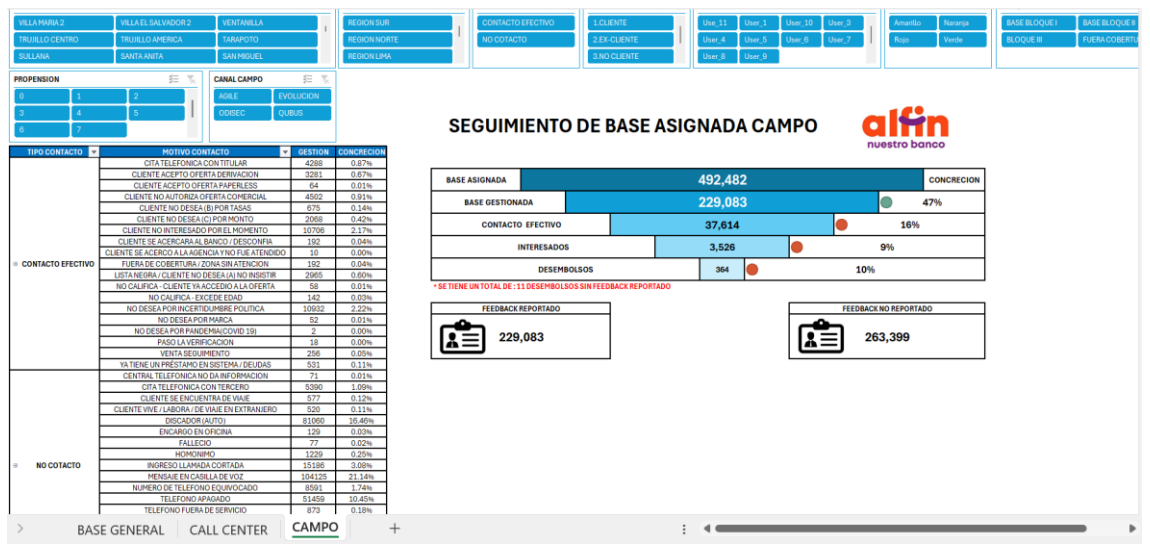 VILLA MARIA 2 VILLA EL SALVADOR 2 VENTANILLA REGION SUR CONTACTO EFECTIVO 1.CLIENTE User_11 User_1 User_10 User_3 Amarillo Naranja BASE BLOQUE I BASE BLOQUE II
TRUJILLO CENTRO TRUJILLO AMERICA TARAPOTO REGION NORTE NO COTACTO 2.EX-CLIENTE User_4 User_5 User_6 User_7 Rojo Verde BLOQUE III FUERA COBERTU
SULLANA SANTA ANITA SAN MIGUEL REGION LIMA 3.NO CLIENTE User_8 User_9
PROPENSION CANAL CAMPO
0 1 2 AGILE EVOLUCION
3 4 5 ODISEC QUBUS
6 7
SEGUIMIENTO DE BASE ASIGNADA CAMPO
alfin
nuestro banco
TIPO CONTACTO MOTIVO CONTACTO GESTION CONCRECION
CITA TELEFONICA CON TITULAR 4288 0.87%
CLIENTE ACEPTO OFERTA DERIVACION 3281 0.67%
CLIENTE ACEPTO OFERTA PAPERLESS 64 0.01%
CLIENTE NO AUTORIZA OFERTA COMERCIAL 4502 0.91%
CLIENTE NO DESEA (B) POR TASAS 675 0.14%
CLIENTE NO DESEA (C) POR MONTO 2068 0.42%
CLIENTE NO INTERESADO POR EL MOMENTO 10706 2.17%
CLIENTE SE ACERCARA AL BANCO / DESCONFIA 192 0.04%
CLIENTE SE ACERCO A LA AGENCIA Y NO FUE ATENDIDO 10 0.00%
CONTACTO EFECTIVO FUERA DE COBERTURA / ZONA SIN ATENCION 192 0.04%
LISTA NEGRA / CLIENTE NO DESEA (A) NO INSISTIR 2965 0.60%
NO CALIFICA - CLIENTE YA ACCEDIO A LA OFERTA 58 0.01%
NO CALIFICA - EXCEDE EDAD 142 0.03%
NO DESEA POR INCERTIDUMBRE POLITICA 10932 2.22%
NO DESEA POR MARCA 52 0.01%
NO DESEA POR PANDEMIA(COVID 19) 2 0.00%
PASO LA VERIFICACION 18 0.00%
VENTA SEGUIMIENTO 256 0.05%
YA TIENE UN PRÉSTAMO EN SISTEMA / DEUDAS 531 0.11%
CENTRAL TELEFONICA NO DA INFORMACION 71 0.01%
CITA TELEFONICA CON TERCERO 5390 1.09%
CLIENTE SE ENCUENTRA DE VIAJE 577 0.12%
CLIENTE VIVE / LABORA / DE VIAJE EN EXTRANJERO 520 0.11%
DISCADOR (AUTO) 81060 16.46%
ENCARGO EN OFICINA 129 0.03%
FALLECIO 77 0.02%
HOMONIMO 1229 0.25%
NO COTACTO INGRESO LLAMADA CORTADA 15186 3.08%
MENSAJE EN CASILLA DE VOZ 104125 21.14%
NUMERO DE TELEFONO EQUIVOCADO 8591 1.74%
TELEFONO APAGADO 51459 10.45%
TELEFONO FUERA DE SERVICIO 873 0.18%
BASE ASIGNADA 492,482 CONCRECION
BASE GESTIONADA 229,083 47%
CONTACTO EFECTIVO 37,614 16%
INTERESADOS 3,526 9%
DESEMBOLSOS 364 10%
* SE TIENE UN TOTAL DE : 11 DESEMBOLSOS SIN FEEDBACK REPORTADO
FEEDBACK REPORTADO FEEDBACK NO REPORTADO
229,083 263,399
BASE GENERAL CALL CENTER CAMPO